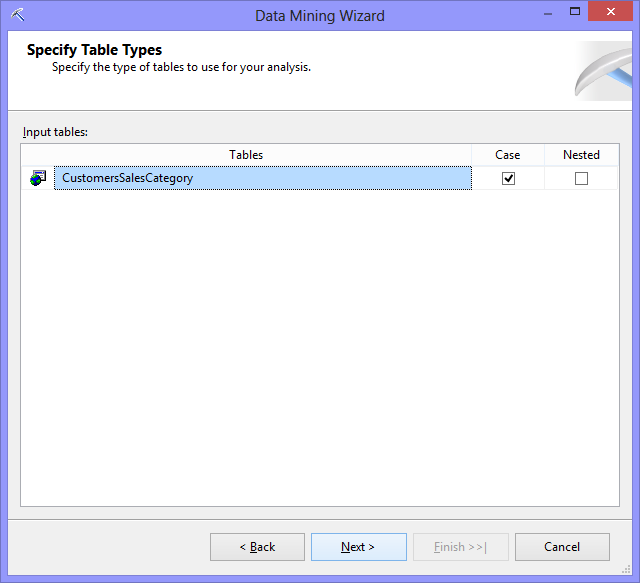 Data Mining Wizard
Specify Table Types
Specify the type of tables to use for your analysis.
Input tables:
Tables Case Nested
CustomersSalesCategory
< Back Next > Finish >>| Cancel